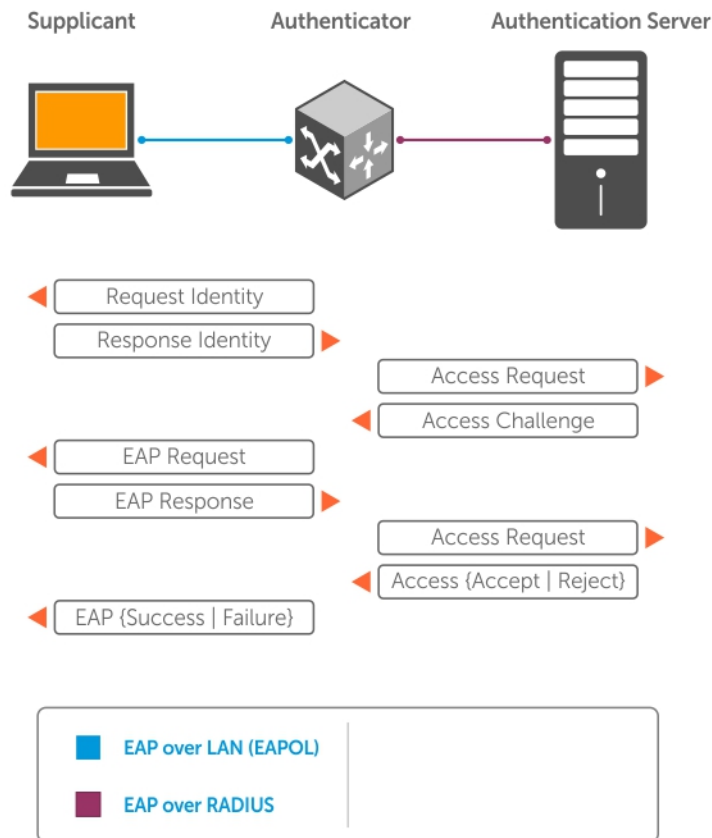 Supplicant
Authenticator
Authentication Server
Request Identity
Response Identity
Access Request
Access Challenge
EAP Request
EAP Response
Access Request
Access {Accept | Reject}
EAP {Success | Failure}
EAP over LAN (EAPOL)
EAP over RADIUS